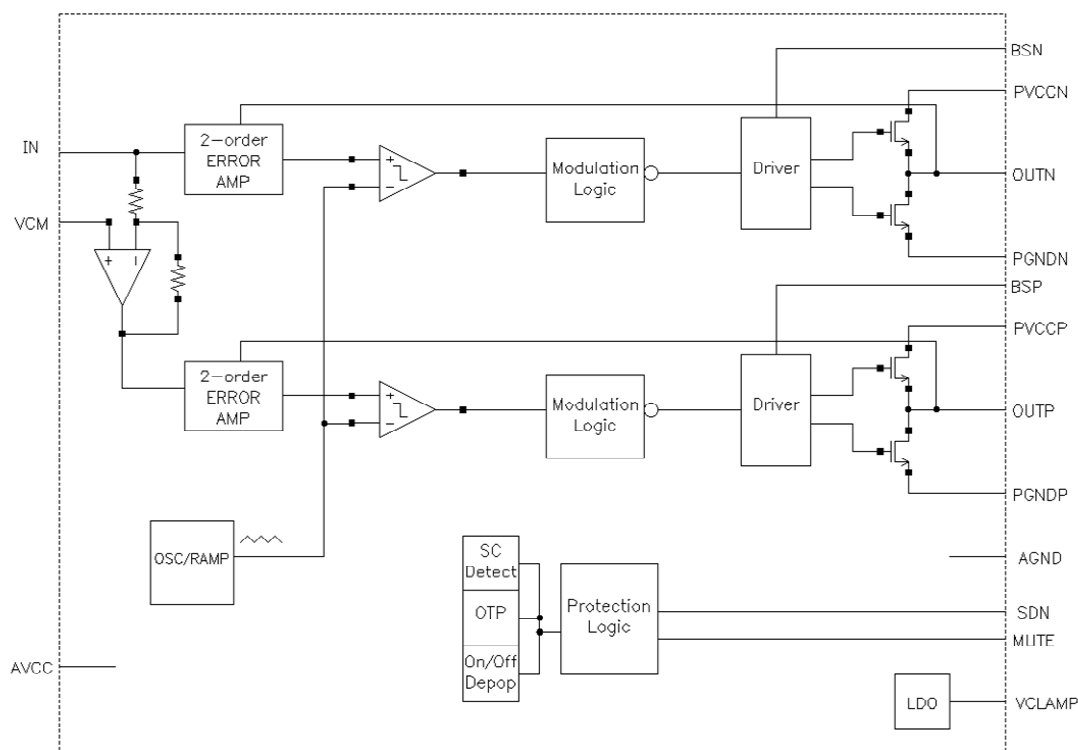 BSN
PVCCN
IN
2-order
ERROR
AMP
+
-
Modulation
Logic
Driver
OUTN
VCM
+
-
PGNDN
BSP
PVCCP
2-order
ERROR
AMP
+
-
Modulation
Logic
Driver
OUTP
PGNDP
OSC/RAMP
SC
Detect
OTP
On/Off
Depop
Protection
Logic
AGND
SDN
MUTE
AVCC
LDO
VCLAMP